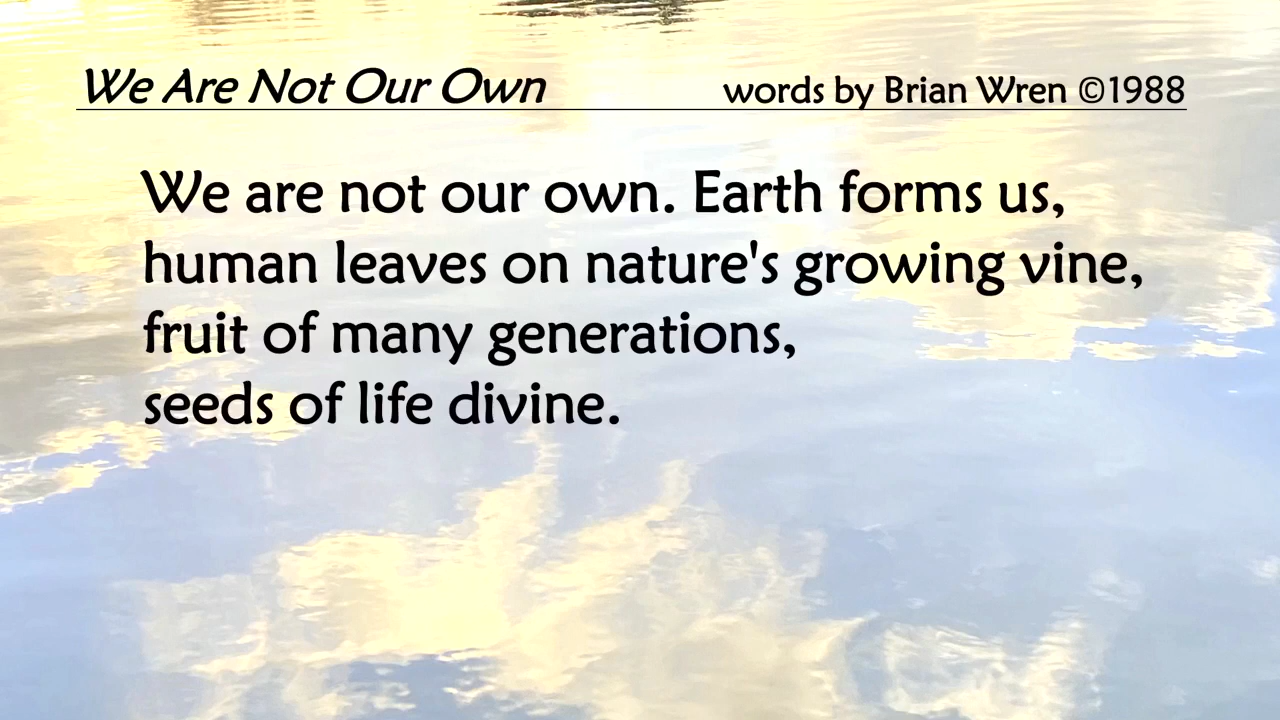 We Are Not Our Own words by Brian Wren ©1988
We are not our own. Earth forms us,
human leaves on nature's growing vine,
fruit of many generations,
seeds of life divine.